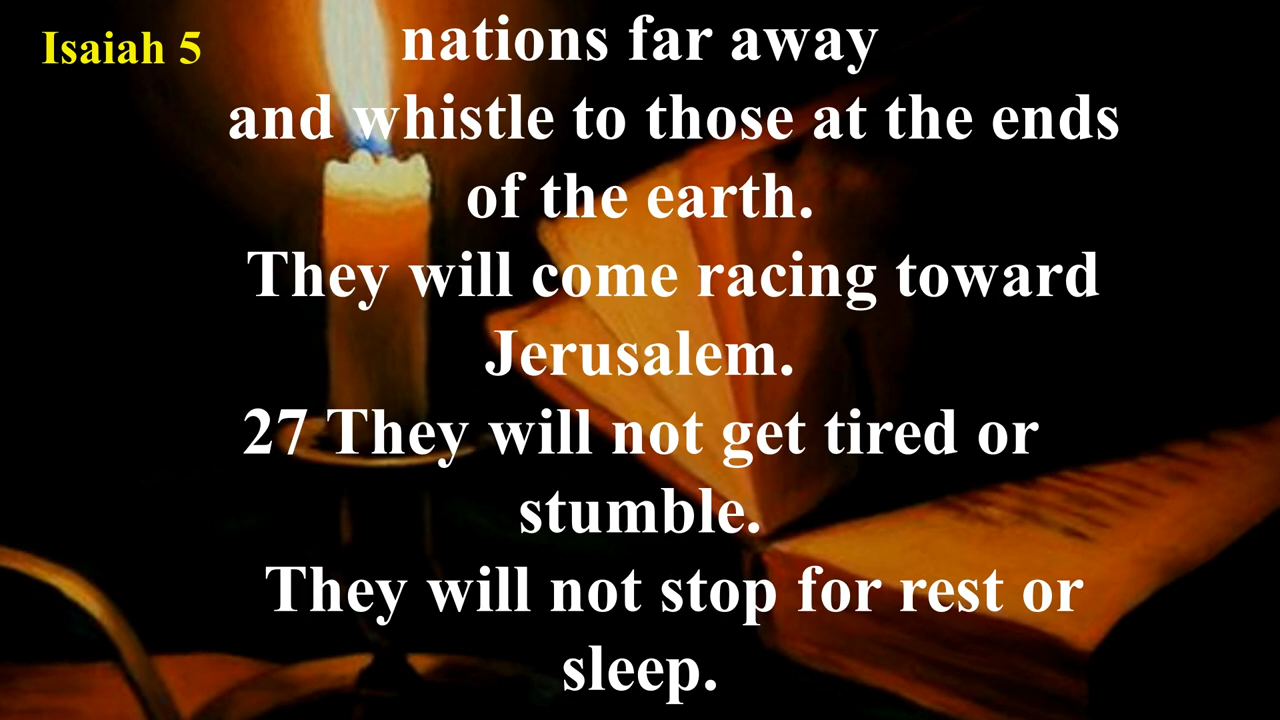 Isaiah 5
nations far away
and whistle to those at the ends
of the earth.
They will come racing toward
Jerusalem.
27 They will not get tired or
stumble.
They will not stop for rest or
sleep.